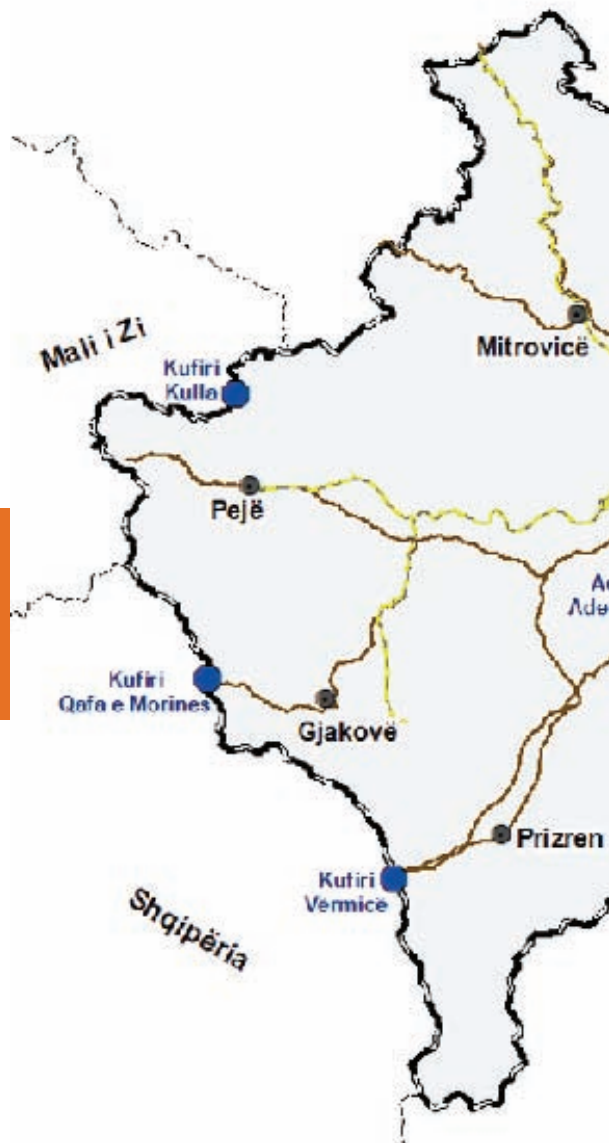 Mali i Zi
Mitrovicë
Kufiri
Kulla
Pejë
Kufiri
Qafa e Morines
Gjakovë
Prizren
Kufiri
Vermicë
Shqipëria